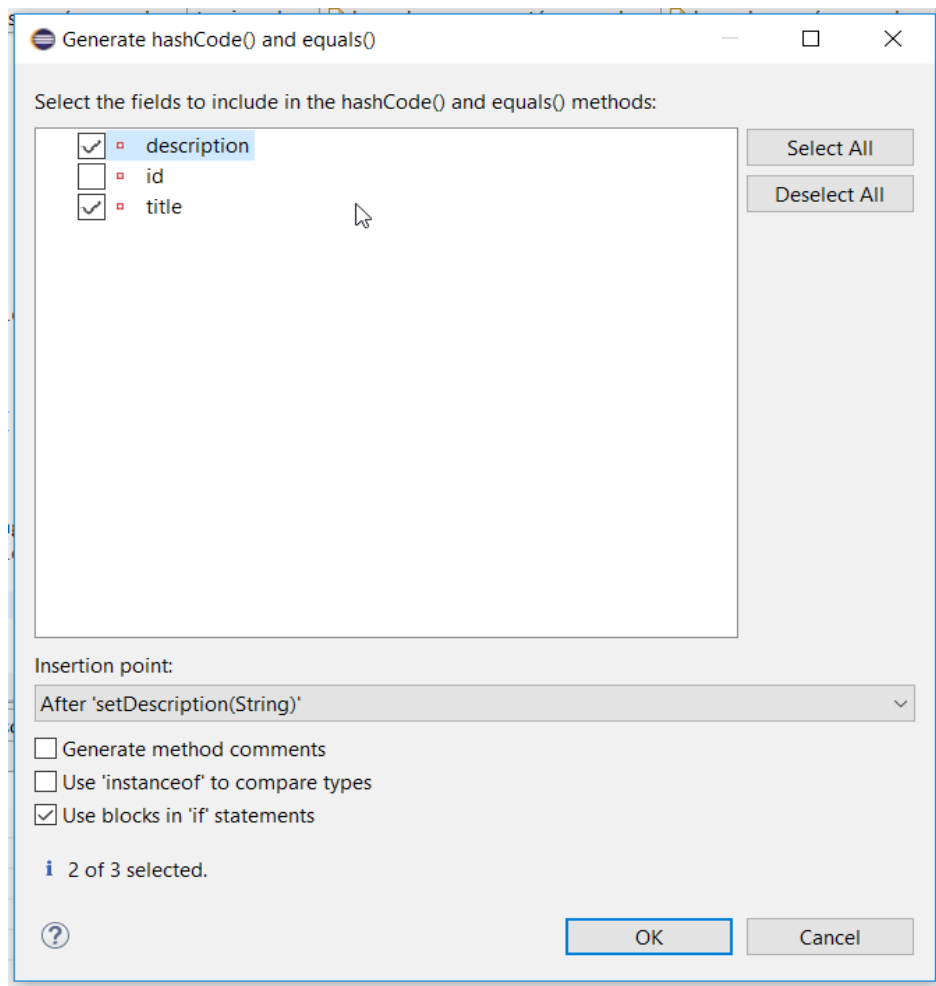 Generate hashCode() and equals()
Select the fields to include in the hashCode() and equals() methods:
description
id
title
Select All
Deselect All
Insertion point:
After 'setDescription(String)'
Generate method comments
Use 'instanceof' to compare types
Use blocks in 'if' statements
i 2 of 3 selected.
?
OK
Cancel